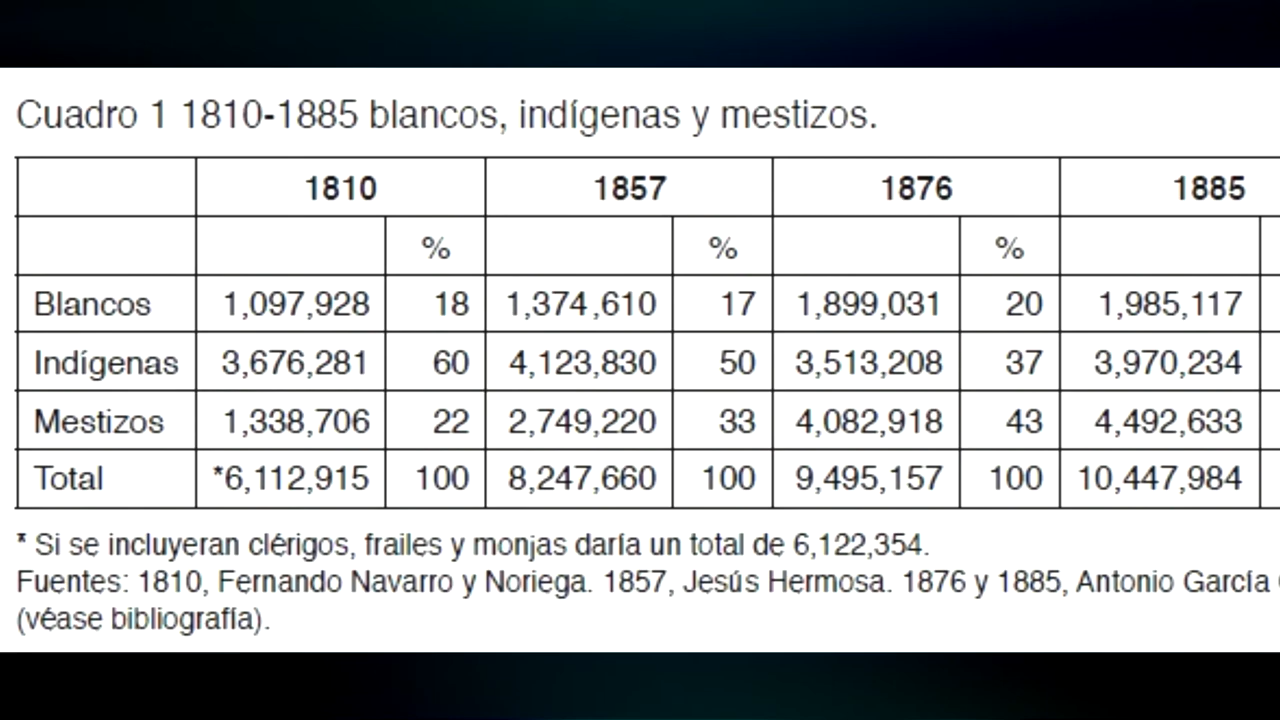 Cuadro 1 1810-1885 blancos, indígenas y mestizos.
1810 1857 1876 1885
% % %
Blancos 1,097,928 18 1,374,610 17 1,899,031 20 1,985,117
Indígenas 3,676,281 60 4,123,830 50 3,513,208 37 3,970,234
Mestizos 1,338,706 22 2,749,220 33 4,082,918 43 4,492,633
Total *6,112,915 100 8,247,660 100 9,495,157 100 10,447,984
* Si se incluyeran clérigos, frailes y monjas daría un total de 6,122,354.
Fuentes: 1810, Fernando Navarro y Noriega. 1857, Jesús Hermosa. 1876 y 1885, Antonio García
(véase bibliografía).